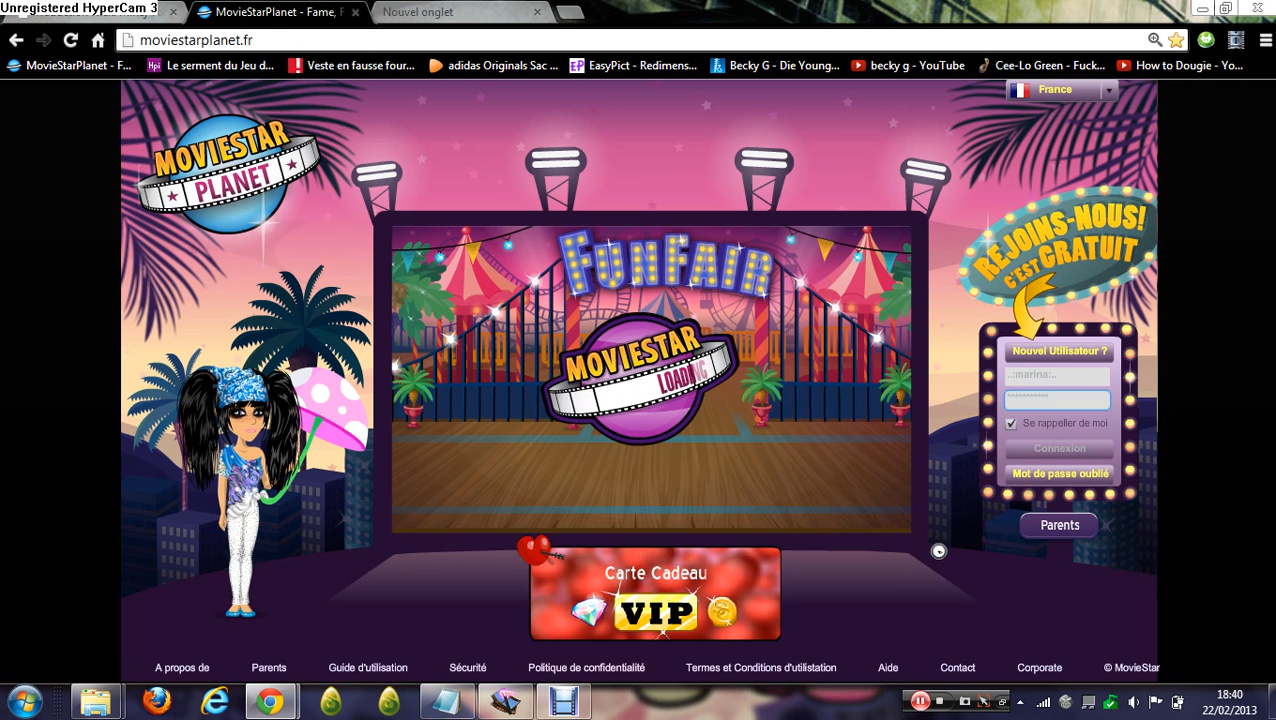 Unregistered HyperCam 3
MovieStarPlanet - Fame, F
Nouvel onglet
moviestarplanet.fr
MovieStarPlanet - F...
Hpi Le serment du Jeu d...
Veste en fausse four...
adidas Originals Sac ...
EP EasyPict - Redimens...
Becky G - Die Young...
becky g - YouTube
Cee-Lo Green - Fuck...
How to Dougie - Yo...
France
MOVIESTAR
PLANET
FUNFAIR
MOVIESTAR
LOADING
REJOINS-NOUS!
C'EST GRATUIT
Nouvel Utilisateur ?
..:marina:..
***********
Se rappeller de moi
Connexion
Mot de passe oublié
Parents
Carte Cadeau
VIP
A propos de
Parents
Guide d'utilisation
Sécurité
Politique de confidentialité
Termes et Conditions d'utilistation
Aide
Contact
Corporate
© MovieStar
18:40
22/02/2013